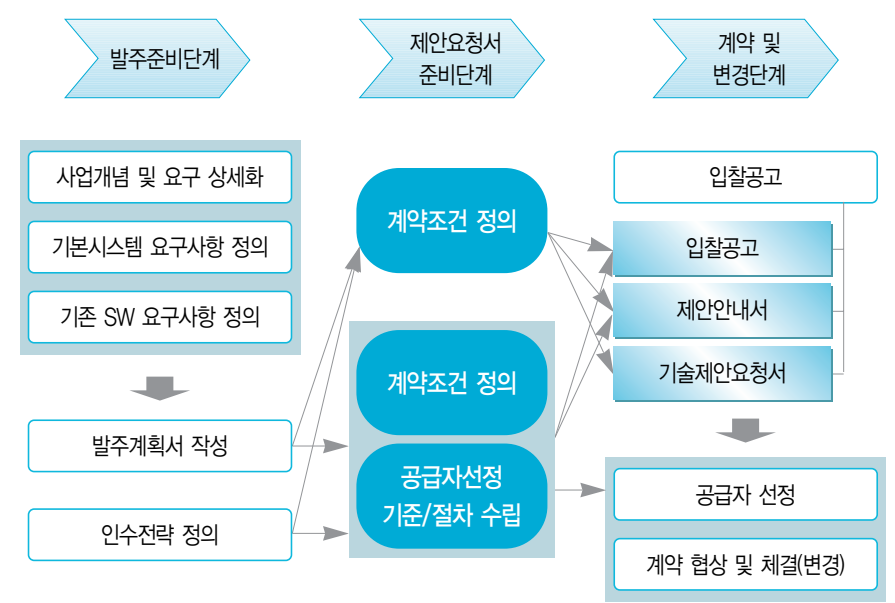 발주준비단계
제안요청서
준비단계
계약 및
변경단계
사업개념 및 요구 상세화
기본시스템 요구사항 정의
기존 SW 요구사항 정의
발주계획서 작성
인수전략 정의
계약조건 정의
계약조건 정의
공급자선정
기준/절차 수립
입찰공고
입찰공고
제안안내서
기술제안요청서
공급자 선정
계약 협상 및 체결(변경)